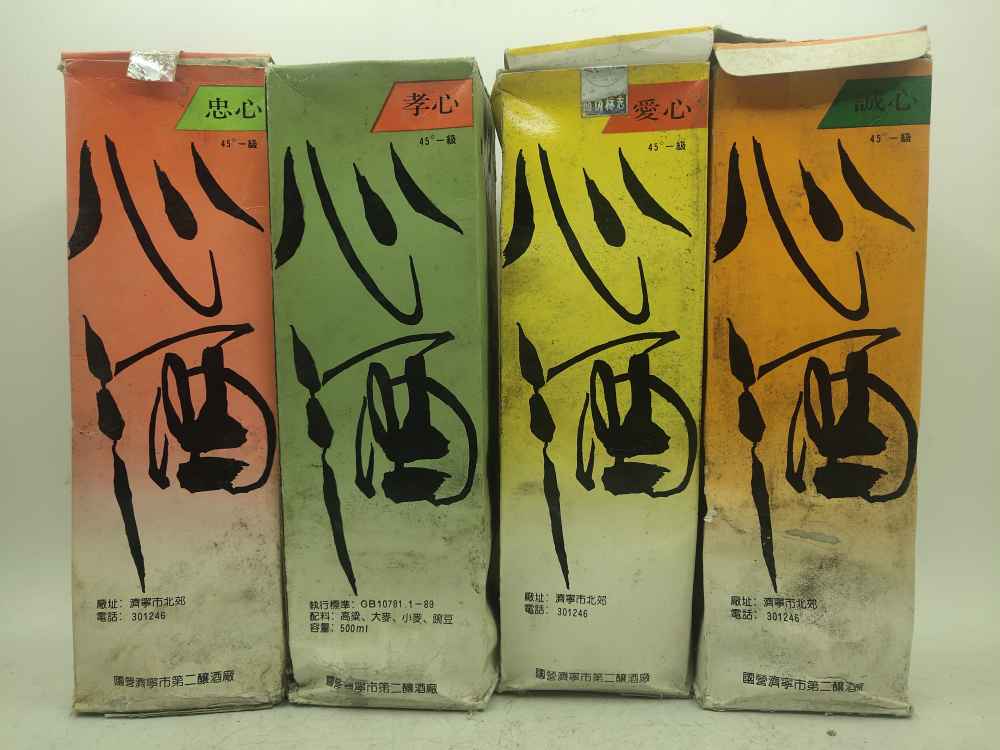 忠心
45°一級
心酒
廠址：濟寧市北郊
電話：301246
國營濟寧市第二釀酒廠
孝心
45°一級
心酒
執行標準：GB10781.1-89
配料：高粱、大麥、小麥、豌豆
容量：500ml
國營濟寧市第二釀酒廠
愛心
45°一級
心酒
廠址：濟寧市北郊
電話：301246
國營濟寧市第二釀酒廠
誠心
45°一級
心酒
廠址：濟寧市北郊
電話：301246
國營濟寧市第二釀酒廠